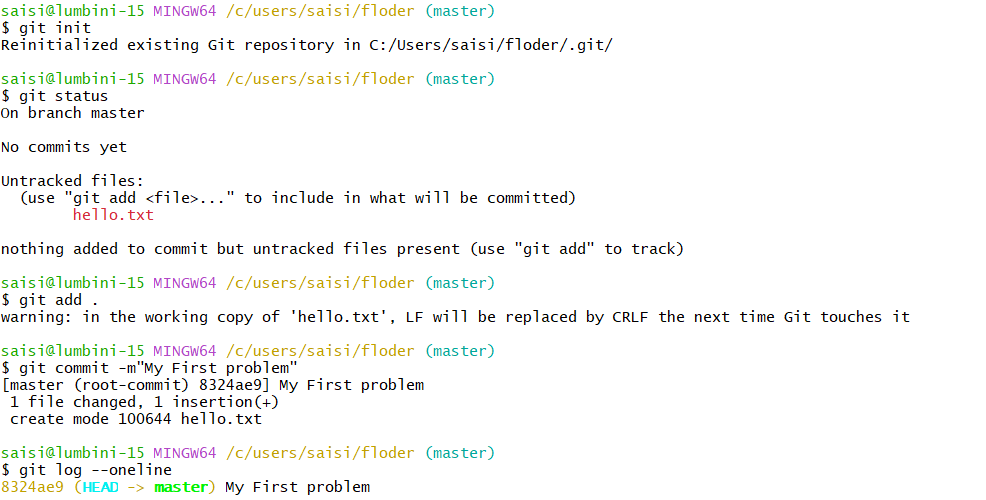 saisi@lumbini-15 MINGW64 /c/users/saisi/floder (master)
$ git init
Reinitialized existing Git repository in C:/Users/saisi/floder/.git/
saisi@lumbini-15 MINGW64 /c/users/saisi/floder (master)
$ git status
On branch master
No commits yet
Untracked files:
  (use "git add <file>..." to include in what will be committed)
        hello.txt
nothing added to commit but untracked files present (use "git add" to track)
saisi@lumbini-15 MINGW64 /c/users/saisi/floder (master)
$ git add .
warning: in the working copy of 'hello.txt', LF will be replaced by CRLF the next time Git touches it
saisi@lumbini-15 MINGW64 /c/users/saisi/floder (master)
$ git commit -m"My First problem"
[master (root-commit) 8324ae9] My First problem
 1 file changed, 1 insertion(+)
 create mode 100644 hello.txt
saisi@lumbini-15 MINGW64 /c/users/saisi/floder (master)
$ git log --oneline
8324ae9 (HEAD -> master) My First problem